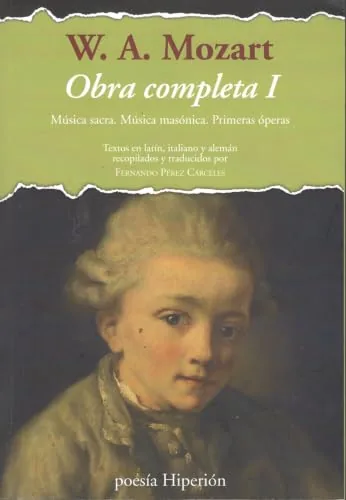 W. A. Mozart
Obra completa I
Música sacra. Música masónica. Primeras óperas
Textos en latín, italiano y alemán
recopilados y traducidos por
FERNANDO PÉREZ CÁRCELES
poesía Hiperión